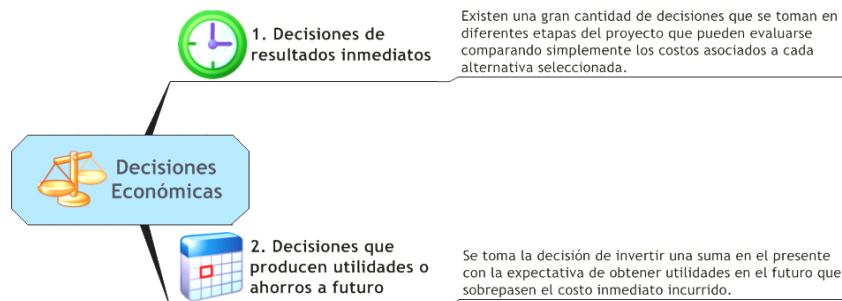 1. Decisiones de
resultados inmediatos
Existen una gran cantidad de decisiones que se toman en
diferentes etapas del proyecto que pueden evaluarse
comparando simplemente los costos asociados a cada
alternativa seleccionada.
Decisiones
Económicas
2. Decisiones que
producen utilidades o
ahorros a futuro
Se toma la decisión de invertir una suma en el presente
con la expectativa de obtener utilidades en el futuro que
sobrepasen el costo inmediato incurrido.